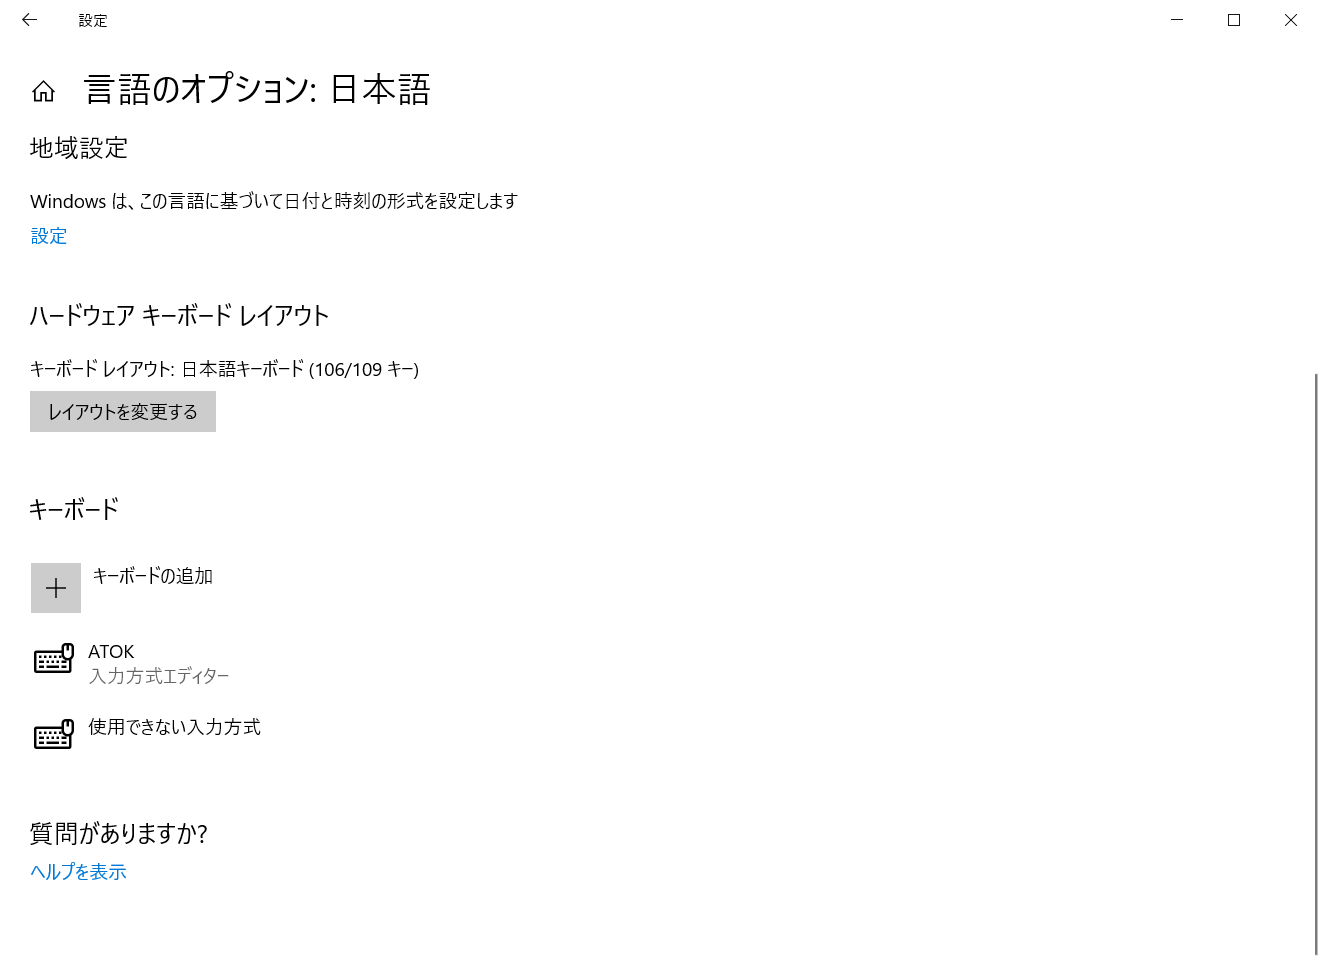 設定
言語のオプション: 日本語
地域設定
Windows は、この言語に基づいて日付と時刻の形式を設定します
設定
ハードウェア キーボード レイアウト
キーボード レイアウト: 日本語キーボード (106/109 キー)
レイアウトを変更する
キーボード
キーボードの追加
ATOK
入力方式エディター
使用できない入力方式
質問がありますか?
ヘルプを表示